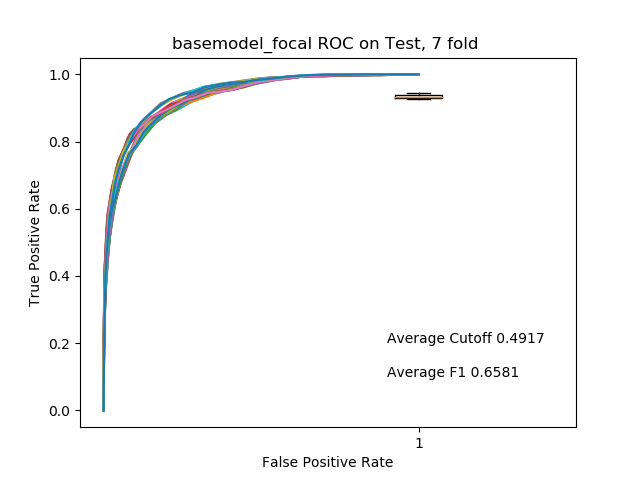 basemodel_focal ROC on Test, 7 fold
1.0
0.8
0.6
0.4
0.2
0.0
True Positive Rate
Average Cutoff 0.4917
Average F1 0.6581
1
False Positive Rate